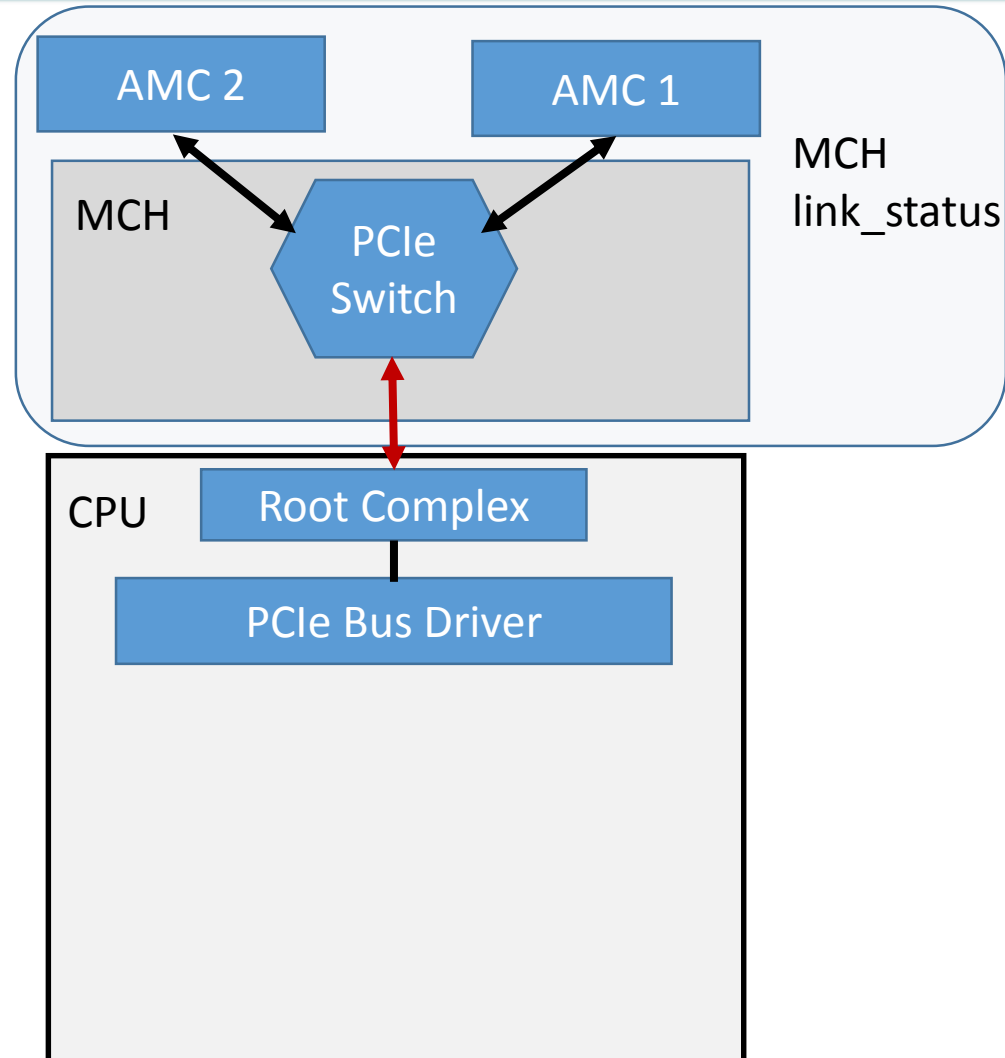 AMC 2
AMC 1
MCH
link_status
MCH
PCIe
Switch
CPU
Root Complex
PCIe Bus Driver